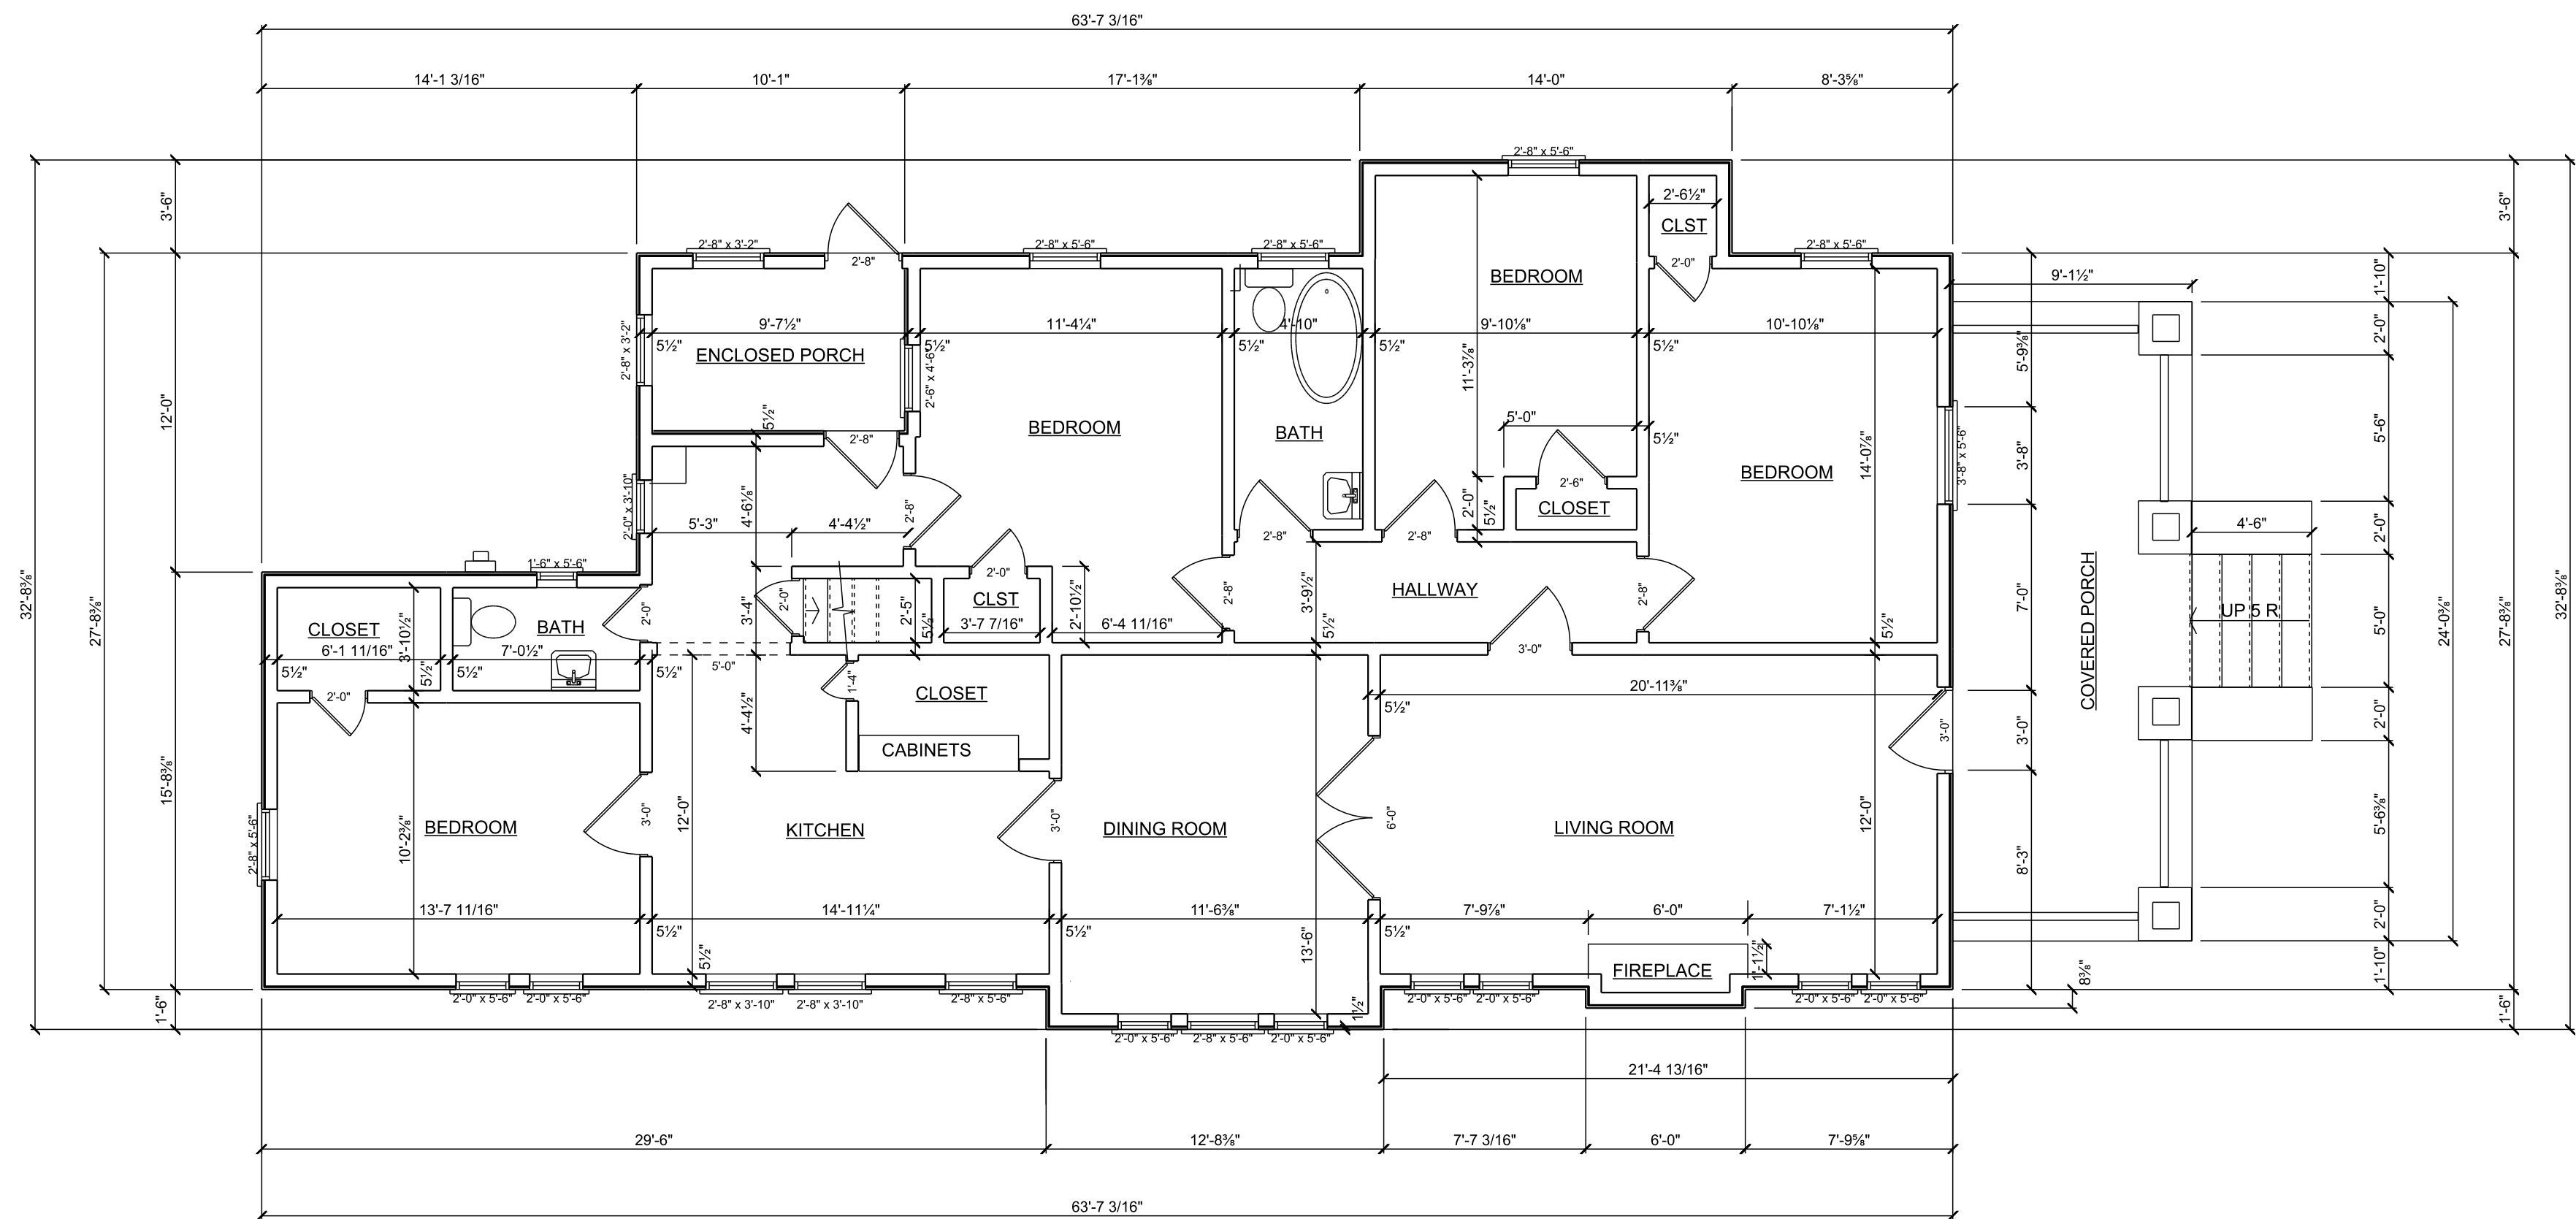 63'-7 3/16"
14'-1 3/16"
10'-1"
17'-1⅜"
14'-0"
8'-3⅝"
2'-8" x 5'-6"
3'-6"
3'-6"
2'-6½"
CLST
2'-0"
2'-8" x 3'-2"
2'-8"
2'-8" x 5'-6"
2'-8" x 5'-6"
2'-8" x 5'-6"
BEDROOM
9'-1½"
1'-10"
2'-0"
9'-7½"
11'-4¼"
4'-10"
9'-10⅛"
10'-10⅛"
5½"
5½"
5½"
5½"
5½"
ENCLOSED PORCH
2'-8" x 3'-2"
2'-6" x 4'-6"
11'-3⅞"
5'-9⅜"
12'-0"
5½"
5'-0"
BEDROOM
BATH
2'-8"
5½"
5'-6"
3'-8"
3'-8" x 5'-6"
BEDROOM
14'-0⅞"
2'-6"
CLOSET
2'-0"
5½"
2'-0" x 3'-10"
4'-6⅛"
2'-8"
5'-3"
4'-4½"
2'-8"
2'-8"
2'-0"
4'-6"
1'-6" x 5'-6"
32'-8⅜"
27'-8⅜"
2'-0"
CLST
2'-10½"
2'-8"
3'-9½"
HALLWAY
2'-8"
7'-0"
COVERED PORCH
UP 5 R
5'-0"
24'-0⅜"
27'-8⅜"
32'-8⅜"
CLOSET
3'-10½"
BATH
2'-0"
3'-4"
2'-0"
2'-5"
5½"
3'-7 7/16"
6'-4 11/16"
5½"
5½"
3'-0"
6'-1 11/16"
7'-0½"
5½"
5½"
5½"
5½"
5'-0"
1'-4"
2'-0"
CLOSET
20'-11⅜"
5½"
4'-4½"
CABINETS
3'-0"
3'-0"
2'-0"
15'-8⅜"
2'-8" x 5'-6"
BEDROOM
10'-2⅜"
3'-0"
12'-0"
KITCHEN
3'-0"
DINING ROOM
6'-0"
LIVING ROOM
12'-0"
8'-3"
5'-6⅜"
13'-7 11/16"
14'-11¼"
11'-6⅜"
7'-9⅞"
6'-0"
7'-1½"
5½"
5½"
5½"
2'-0"
5½"
13'-6"
FIREPLACE
1'-1½"
1'-10"
8⅜"
2'-0" x 5'-6"
2'-0" x 5'-6"
2'-8" x 3'-10"
2'-8" x 3'-10"
2'-8" x 5'-6"
2'-0" x 5'-6"
2'-0" x 5'-6"
2'-0" x 5'-6"
2'-0" x 5'-6"
1'-6"
1½"
1'-6"
2'-0" x 5'-6"
2'-8" x 5'-6"
2'-0" x 5'-6"
21'-4 13/16"
29'-6"
12'-8⅜"
7'-7 3/16"
6'-0"
7'-9⅝"
63'-7 3/16"